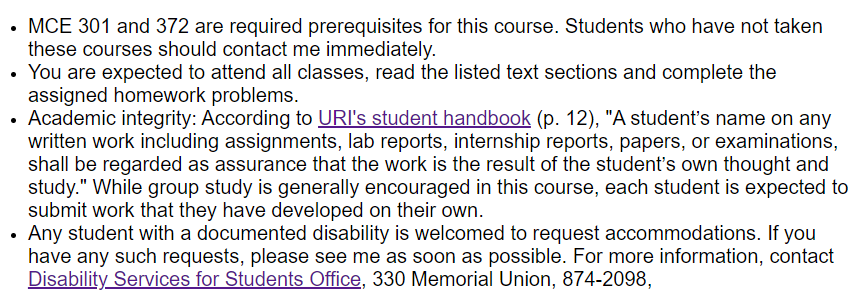 • MCE 301 and 372 are required prerequisites for this course. Students who have not taken
these courses should contact me immediately.
• You are expected to attend all classes, read the listed text sections and complete the
assigned homework problems.
• Academic integrity: According to URI's student handbook (p. 12), "A student’s name on any
written work including assignments, lab reports, internship reports, papers, or examinations,
shall be regarded as assurance that the work is the result of the student’s own thought and
study." While group study is generally encouraged in this course, each student is expected to
submit work that they have developed on their own.
• Any student with a documented disability is welcomed to request accommodations. If you
have any such requests, please see me as soon as possible. For more information, contact
Disability Services for Students Office, 330 Memorial Union, 874-2098,